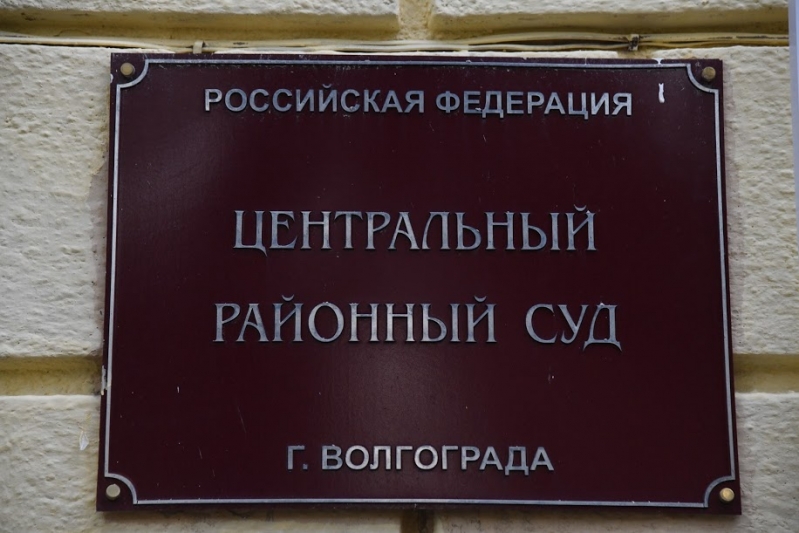 РОССИЙСКАЯ ФЕДЕРАЦИЯ
ЦЕНТРАЛЬНЫЙ
РАЙОННЫЙ СУД
Г. ВОЛГОГРАДА